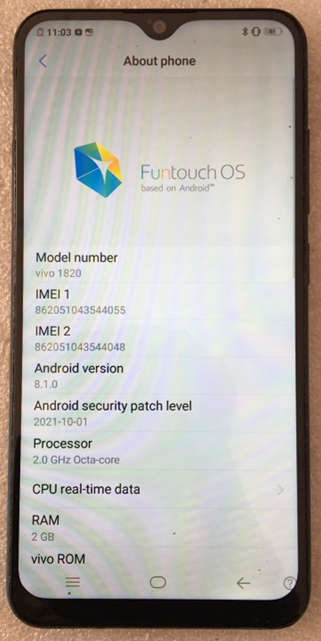 11:03
About phone
Funtouch OS
based on Android™
Model number
vivo 1820
IMEI 1
862051043544055
IMEI 2
862051043544048
Android version
8.1.0
Android security patch level
2021-10-01
Processor
2.0 GHz Octa-core
CPU real-time data
RAM
2 GB
vivo ROM